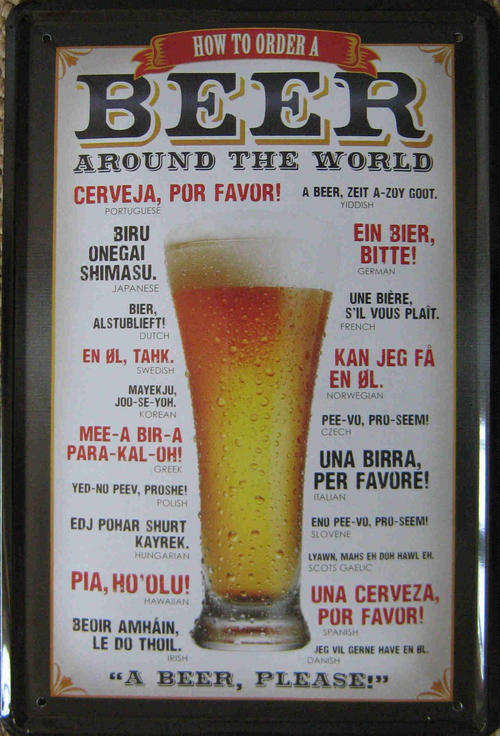 HOW TO ORDER A
BEER
AROUND THE WORLD
CERVEJA, POR FAVOR!
PORTUGUESE
BIRU
ONEGAI
SHIMASU.
JAPANESE
BIER,
ALSTUBLIEFT!
DUTCH
EN ØL, TAHK.
SWEDISH
MAYEKJU,
JOO-SE-YOH.
KOREAN
MEE-A BIR-A
PARA-KAL-OH!
GREEK
YED-NO PEEV, PROSHE!
POLISH
EDJ POHAR SHURT
KAYREK.
HUNGARIAN
PIA, HO'OLU!
HAWAIIAN
BEOIR AMHÁIN,
LE DO THOIL.
IRISH
A BEER, ZEIT A-ZOY GOOT.
YIDDISH
EIN BIER,
BITTE!
GERMAN
UNE BIÈRE,
S'IL VOUS PLAÎT.
FRENCH
KAN JEG FÅ
EN ØL.
NORWEGIAN
PEE-VO, PRO-SEEM!
CZECH
UNA BIRRA,
PER FAVORE!
ITALIAN
ENO PEE-VO, PRO-SEEM!
SLOVENE
LYAWN, MAHS EH DOH HAWL EH.
SCOTS GAELIC
UNA CERVEZA,
POR FAVOR!
SPANISH
JEG VIL GERNE HAVE EN ØL.
DANISH
"A BEER, PLEASE!"